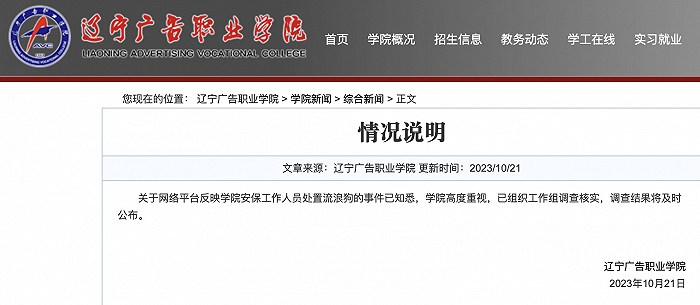 辽宁广告职业学院
LIAONING ADVERTISING VOCATIONAL COLLEGE
首页 学院概况 招生信息 教务动态 学工在线 实习就业
您现在的位置： 辽宁广告职业学院 > 学院新闻 > 综合新闻 > 正文
情况说明
文章来源：辽宁广告职业学院 更新时间：2023/10/21
关于网络平台反映学院安保工作人员处置流浪狗的事件已知悉，学院高度重视，已组织工作组调查核实，调查结果将及时
公布。
辽宁广告职业学院
2023年10月21日